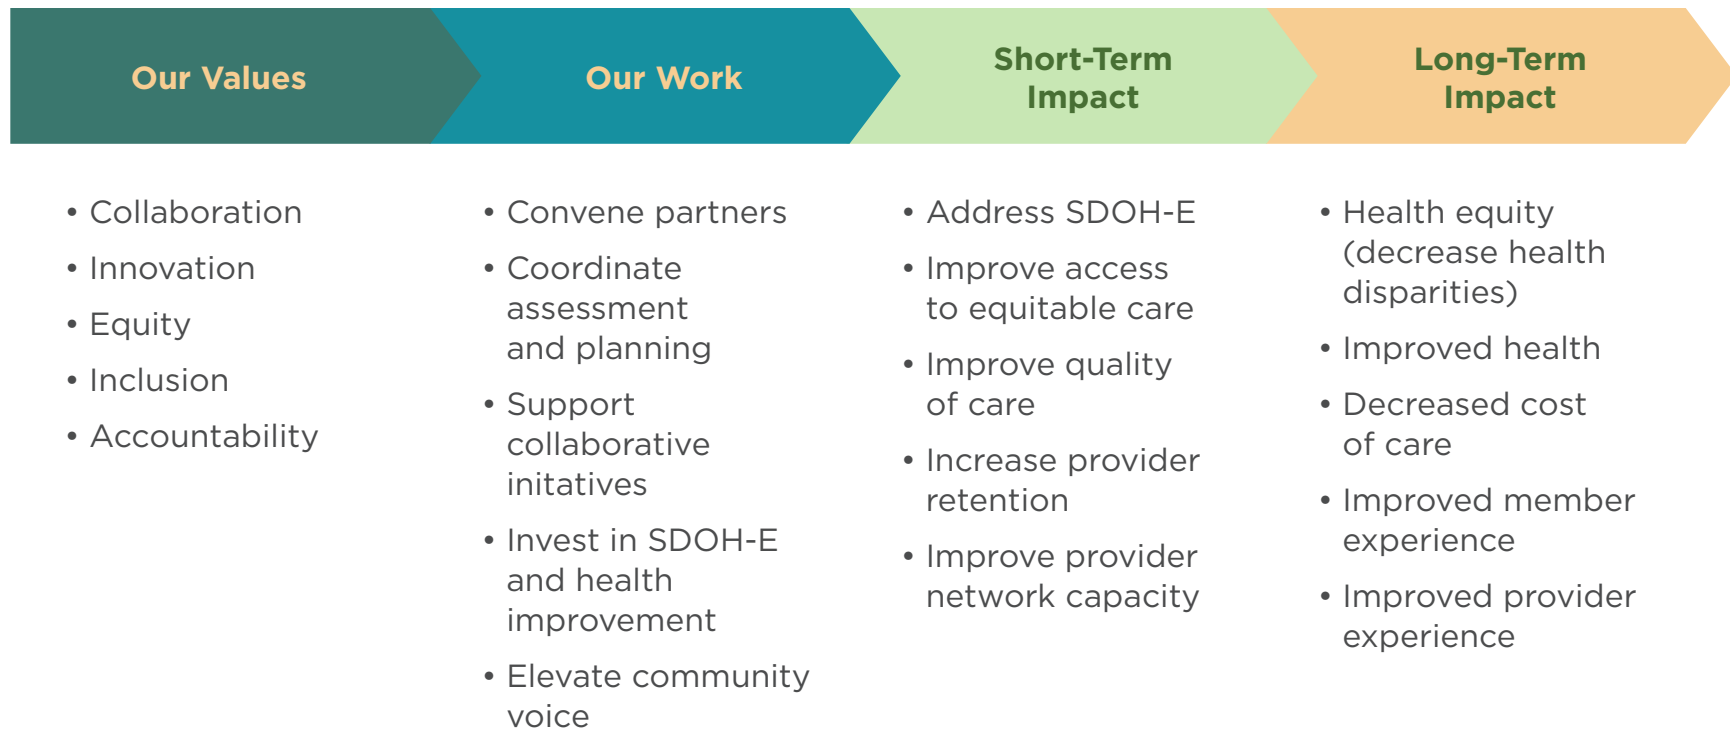 Our Values
Our Work
Short-Term
Impact
Long-Term
Impact
• Collaboration
• Innovation
• Equity
• Inclusion
• Accountability
• Convene partners
• Coordinate
assessment
and planning
• Support
collaborative
initatives
• Invest in SDOH-E
and health
improvement
• Elevate community
voice
• Address SDOH-E
• Improve access
to equitable care
• Improve quality
of care
• Increase provider
retention
• Improve provider
network capacity
• Health equity
(decrease health
disparities)
• Improved health
• Decreased cost
of care
• Improved member
experience
• Improved provider
experience